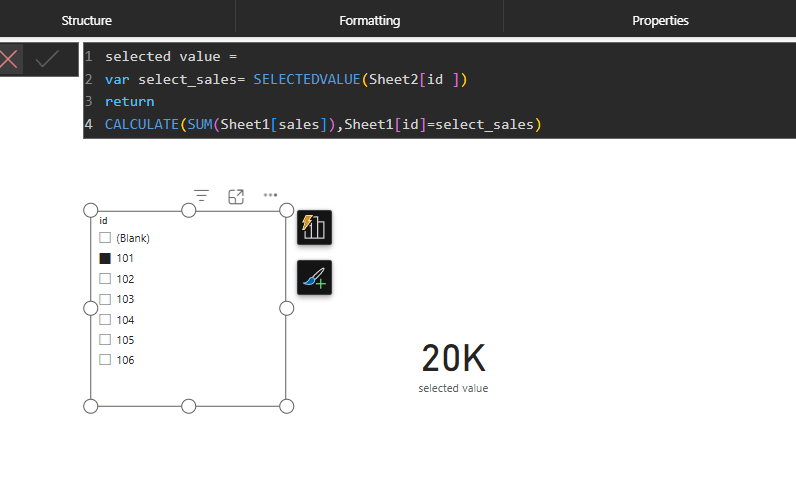 Structure Formatting Properties
1 selected value =
2 var select_sales= SELECTEDVALUE(Sheet2[id ])
3 return
4 CALCULATE(SUM(Sheet1[sales]),Sheet1[id]=select_sales)
id
(Blank)
101
102
103
104
105
106
20K
selected value